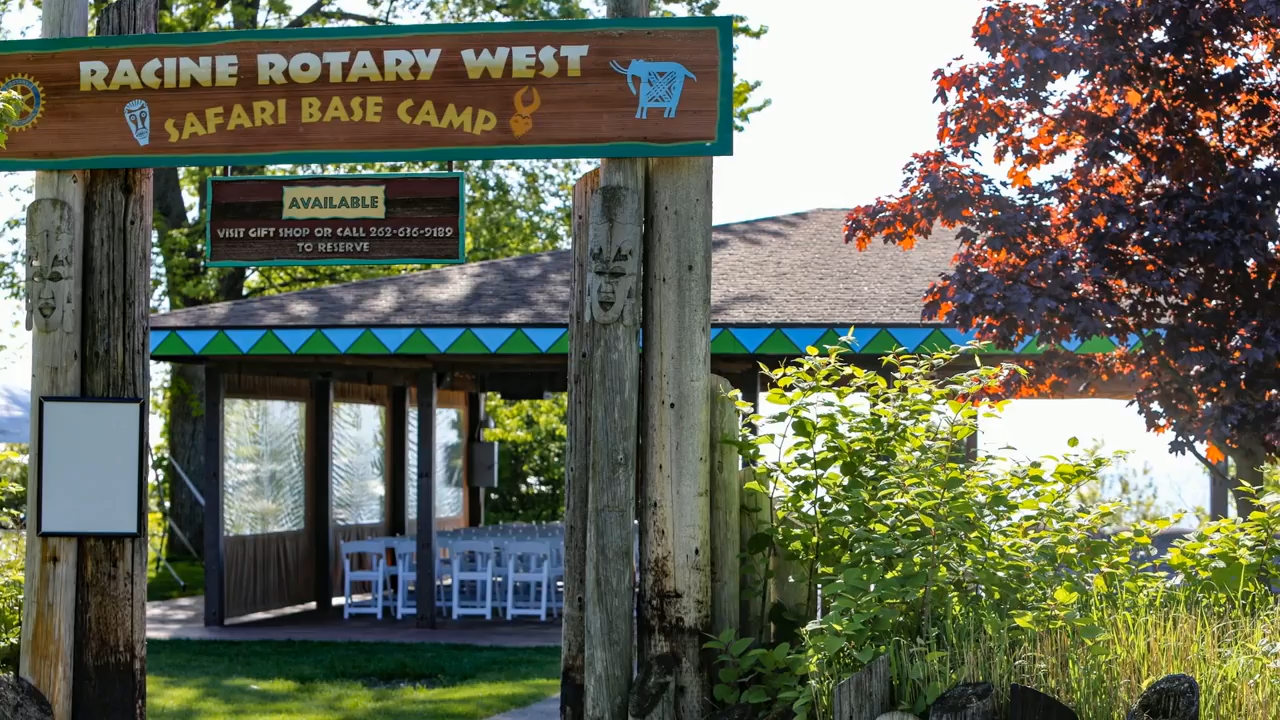 RACINE ROTARY WEST
SAFARI BASE CAMP
AVAILABLE
VISIT GIFT SHOP OR CALL 262-636-9189
TO RESERVE